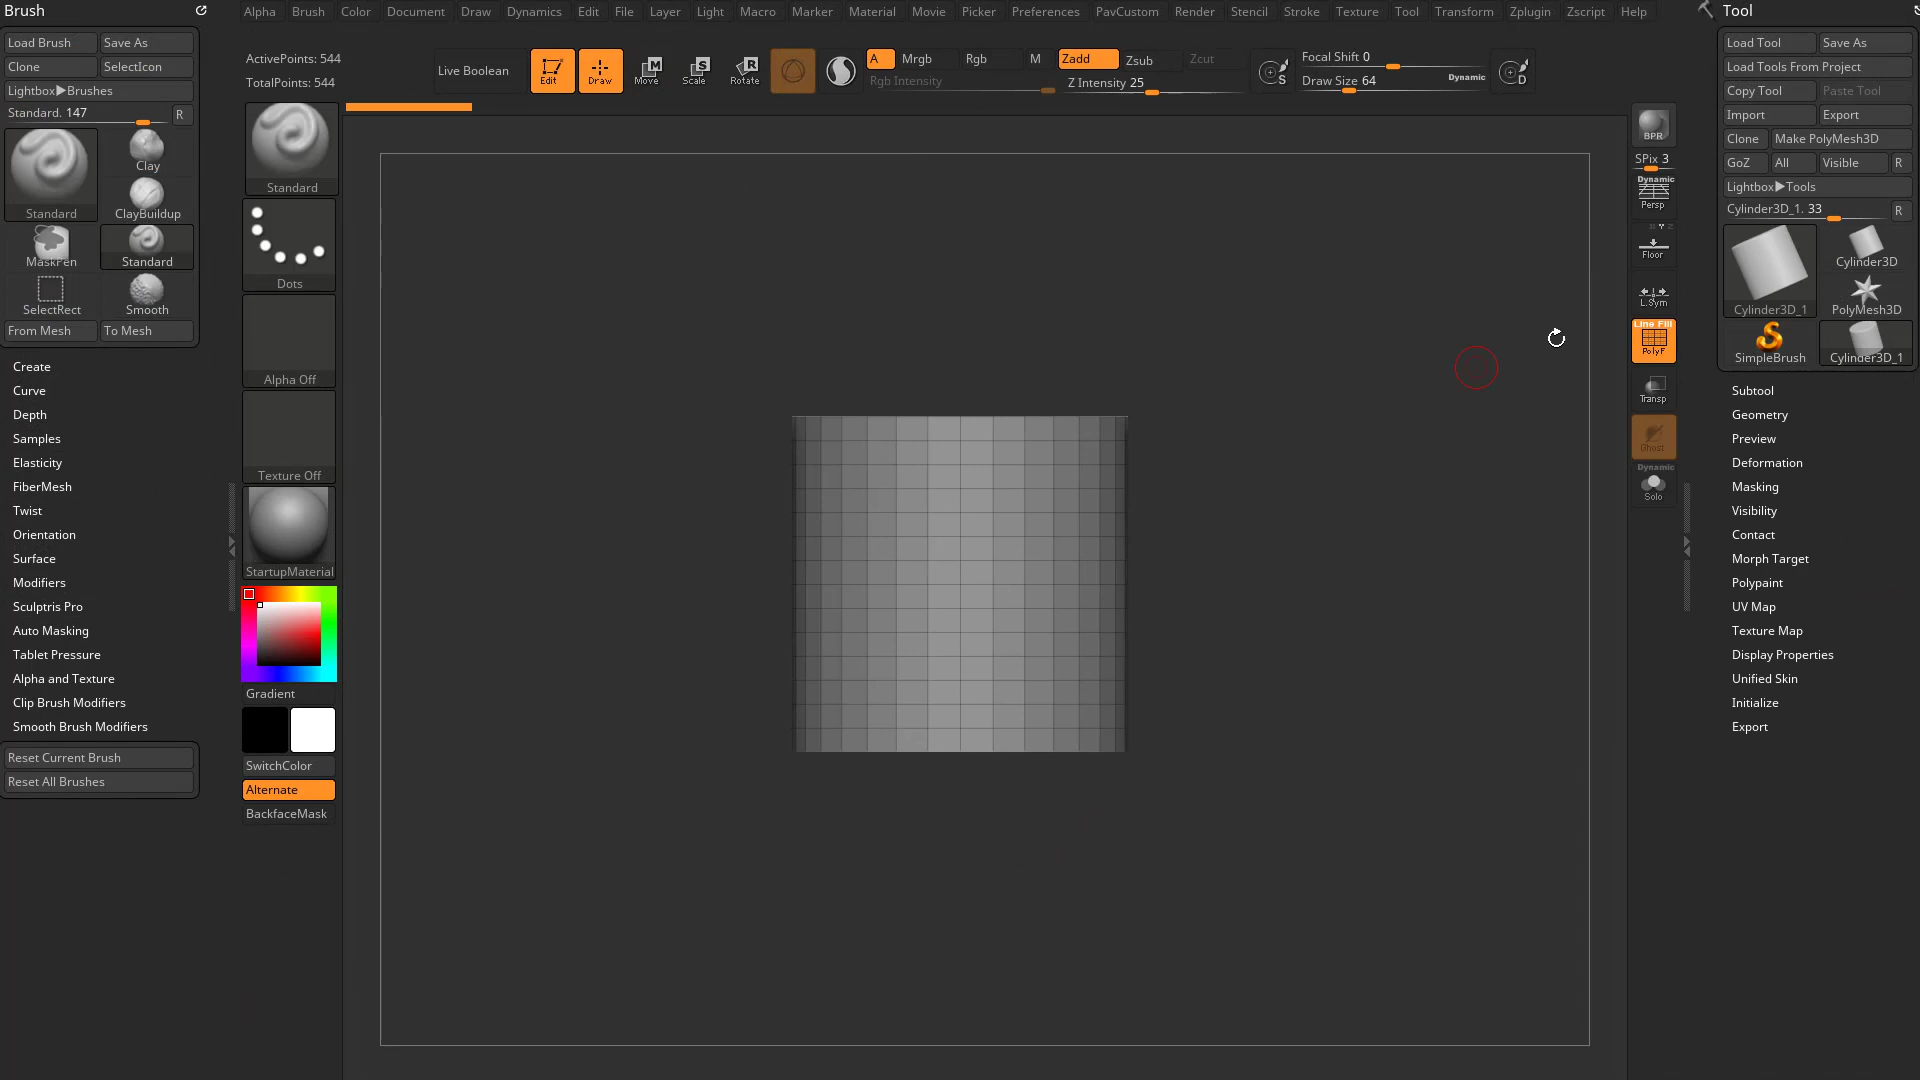 Brush
Alpha Brush Color Document Draw Dynamics Edit File Layer Light Macro Marker Material Movie Picker Preferences PavCustom Render Stencil Stroke Texture Tool Transform Zplugin Zscript Help
Tool
Load Brush Save As
Clone SelectIcon
Lightbox▶Brushes
Standard. 147 R
Standard
Clay
ClayBuildup
MaskPen
Standard
SelectRect
Smooth
From Mesh To Mesh
Create
Curve
Depth
Samples
Elasticity
FiberMesh
Twist
Orientation
Surface
Modifiers
Sculptris Pro
Auto Masking
Tablet Pressure
Alpha and Texture
Clip Brush Modifiers
Smooth Brush Modifiers
Reset Current Brush
Reset All Brushes
ActivePoints: 544
TotalPoints: 544
Live Boolean
Edit
Draw
Move
Scale
Rotate
A Mrgb Rgb M
Rgb Intensity
Zadd Zsub Zcut
Z Intensity 25
S
Focal Shift 0
Draw Size 64
Dynamic
D
Standard
Dots
Alpha Off
Texture Off
StartupMaterial
Gradient
SwitchColor
Alternate
BackfaceMask
BPR
SPix 3
Dynamic
Persp
Floor
L.Sym
Line Fill
PolyF
Transp
Ghost
Dynamic
Solo
Load Tool Save As
Load Tools From Project
Copy Tool Paste Tool
Import Export
Clone Make PolyMesh3D
GoZ All Visible R
Lightbox▶Tools
Cylinder3D_1. 33 R
Cylinder3D_1
Cylinder3D
PolyMesh3D
SimpleBrush
Cylinder3D_1
Subtool
Geometry
Preview
Deformation
Masking
Visibility
Contact
Morph Target
Polypaint
UV Map
Texture Map
Display Properties
Unified Skin
Initialize
Export